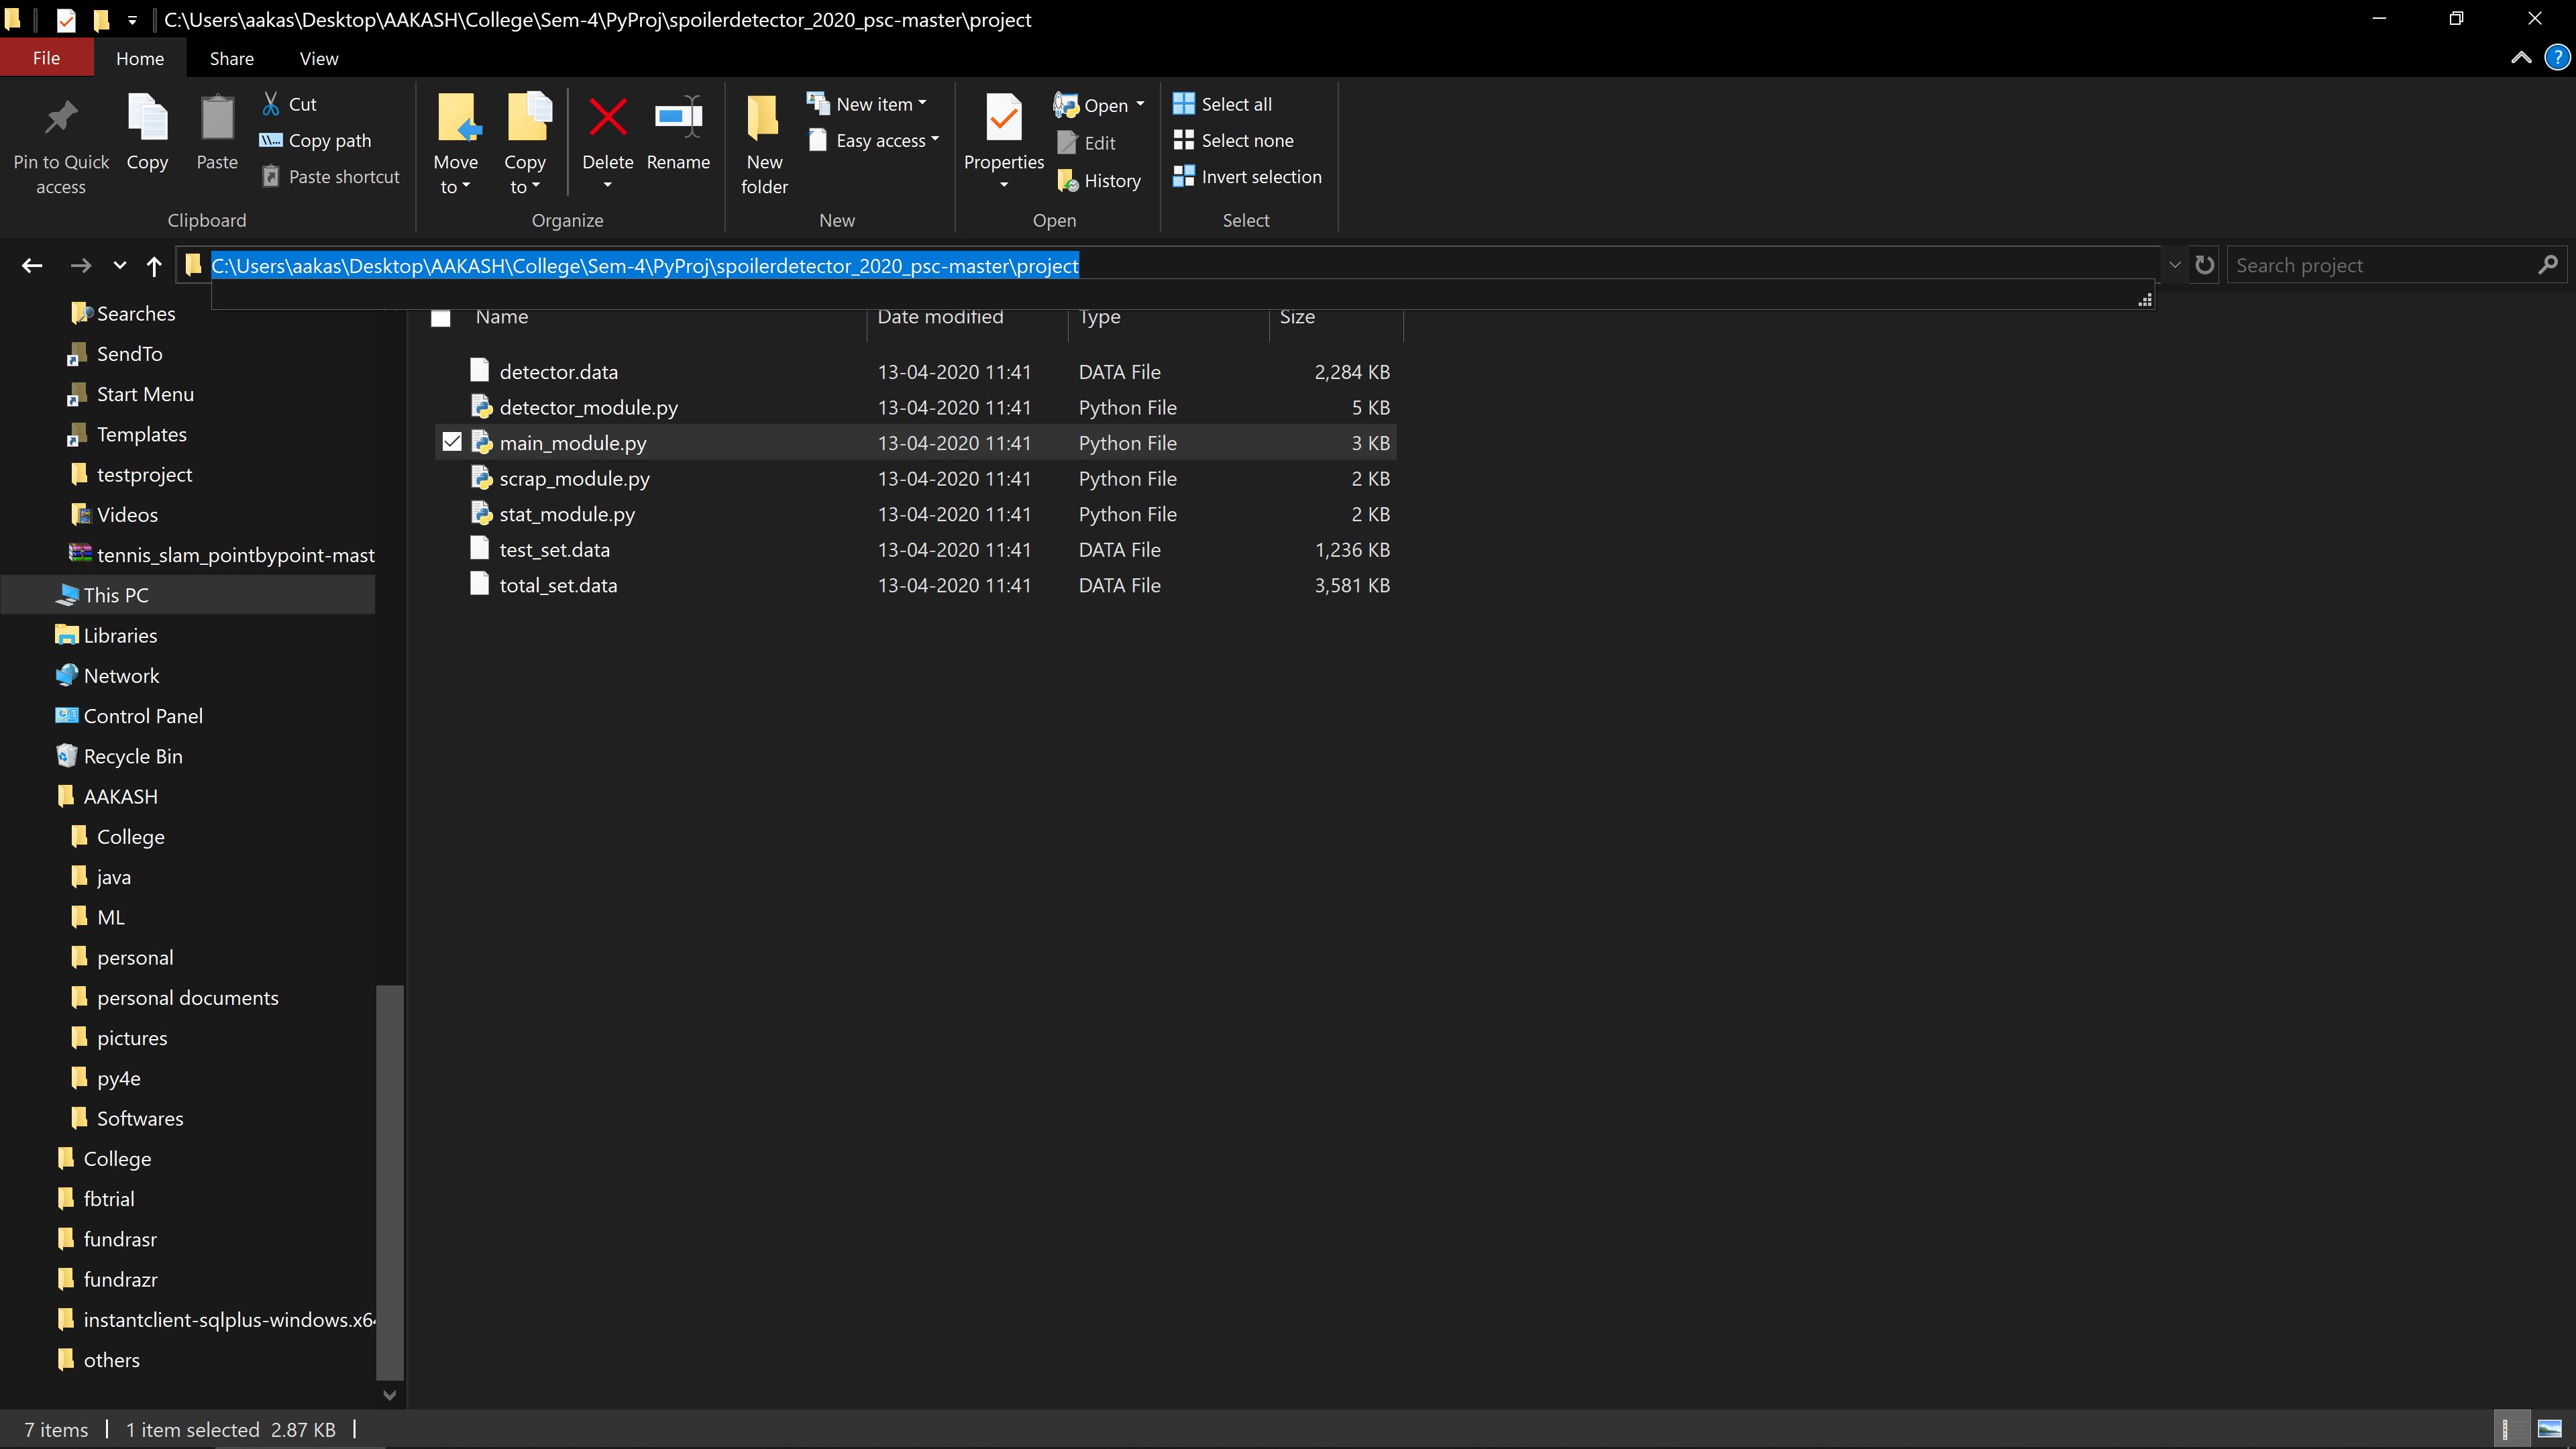 C:\Users\aakas\Desktop\AAKASH\College\Sem-4\PyProj\spoilerdetector_2020_psc-master\project
File Home Share View
Pin to Quick access
Copy
Paste
Cut
Copy path
Paste shortcut
Clipboard
Move to
Copy to
Delete
Rename
Organize
New folder
New item
Easy access
New
Properties
Open
Edit
History
Open
Select all
Select none
Invert selection
Select
C:\Users\aakas\Desktop\AAKASH\College\Sem-4\PyProj\spoilerdetector_2020_psc-master\project
Search project
Searches
SendTo
Start Menu
Templates
testproject
Videos
tennis_slam_pointbypoint-mast
This PC
Libraries
Network
Control Panel
Recycle Bin
AAKASH
College
java
ML
personal
personal documents
pictures
py4e
Softwares
College
fbtrial
fundrasr
fundrazr
instantclient-sqlplus-windows.x64
others
Name Date modified Type Size
detector.data 13-04-2020 11:41 DATA File 2,284 KB
detector_module.py 13-04-2020 11:41 Python File 5 KB
main_module.py 13-04-2020 11:41 Python File 3 KB
scrap_module.py 13-04-2020 11:41 Python File 2 KB
stat_module.py 13-04-2020 11:41 Python File 2 KB
test_set.data 13-04-2020 11:41 DATA File 1,236 KB
total_set.data 13-04-2020 11:41 DATA File 3,581 KB
7 items 1 item selected 2.87 KB